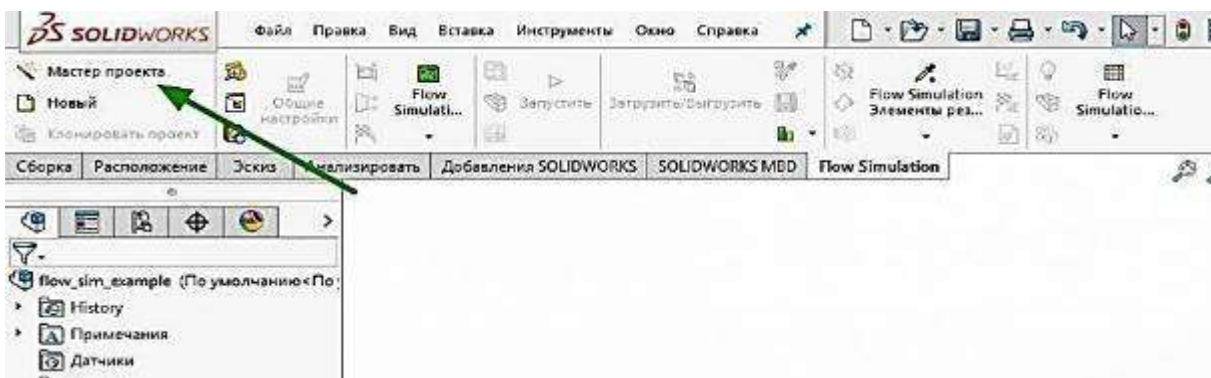 SOLIDWORKS Файл Правка Вид Вставка Инструменты Окно Справка
Мастер проекта
Новый
Клонировать проект
Общие
настройки
Flow
Simulati...
Запустить
Загрузить/Выгрузить
Flow Simulation
Элементы рез...
Flow
Simulatio...
Сборка Расположение Эскиз Анализировать Добавления SOLIDWORKS SOLIDWORKS MBD Flow Simulation
flow_sim_example (По умолчанию<По
History
Примечания
Датчики